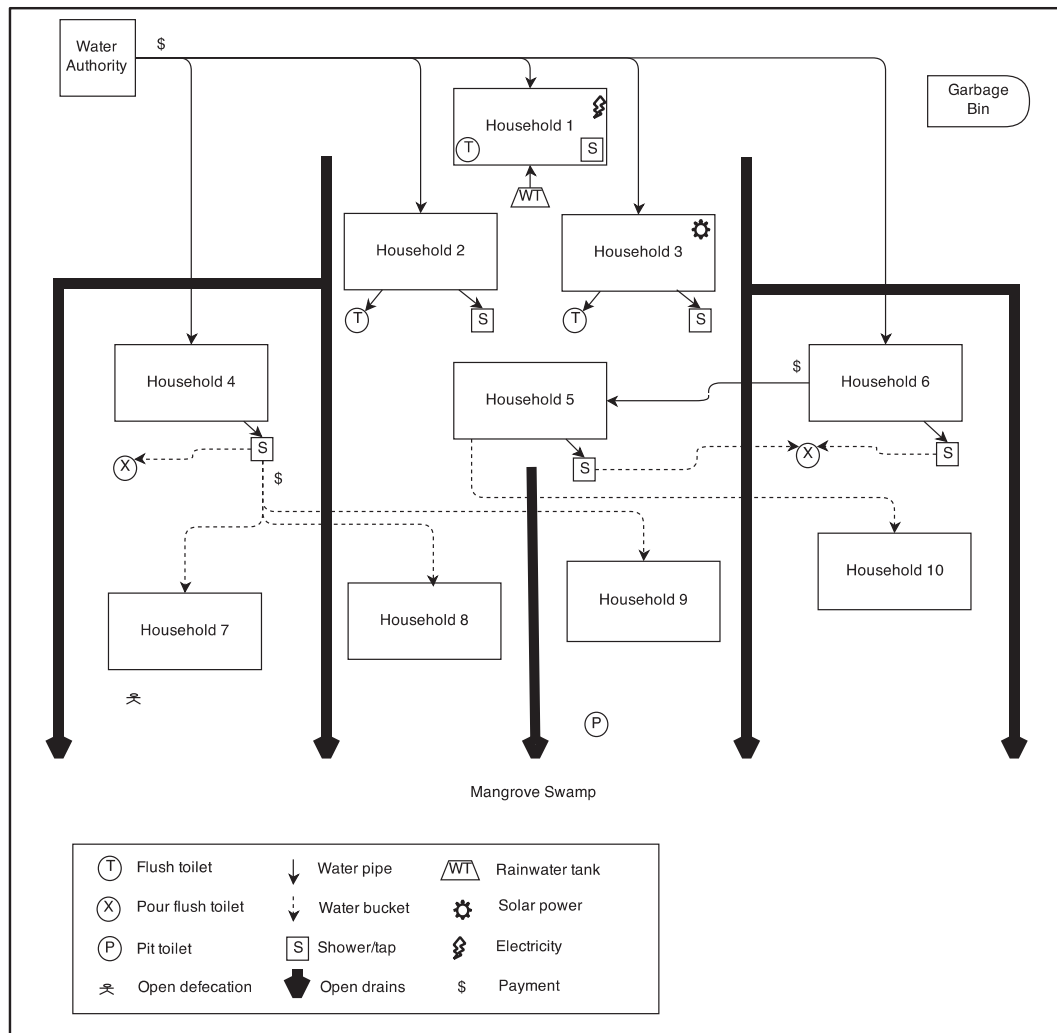 $
Water
Authority
Garbage
Bin
Household 1
T
S
WT
Household 2
Household 3
T
S
T
S
Household 4
Household 5
$
Household 6
S
X
S
X
S
$
Household 7
Household 8
Household 9
Household 10
P
Mangrove Swamp
T Flush toilet
Water pipe
WT Rainwater tank
X Pour flush toilet
Water bucket
Solar power
P Pit toilet
S Shower/tap
Electricity
Open defecation
Open drains
$ Payment